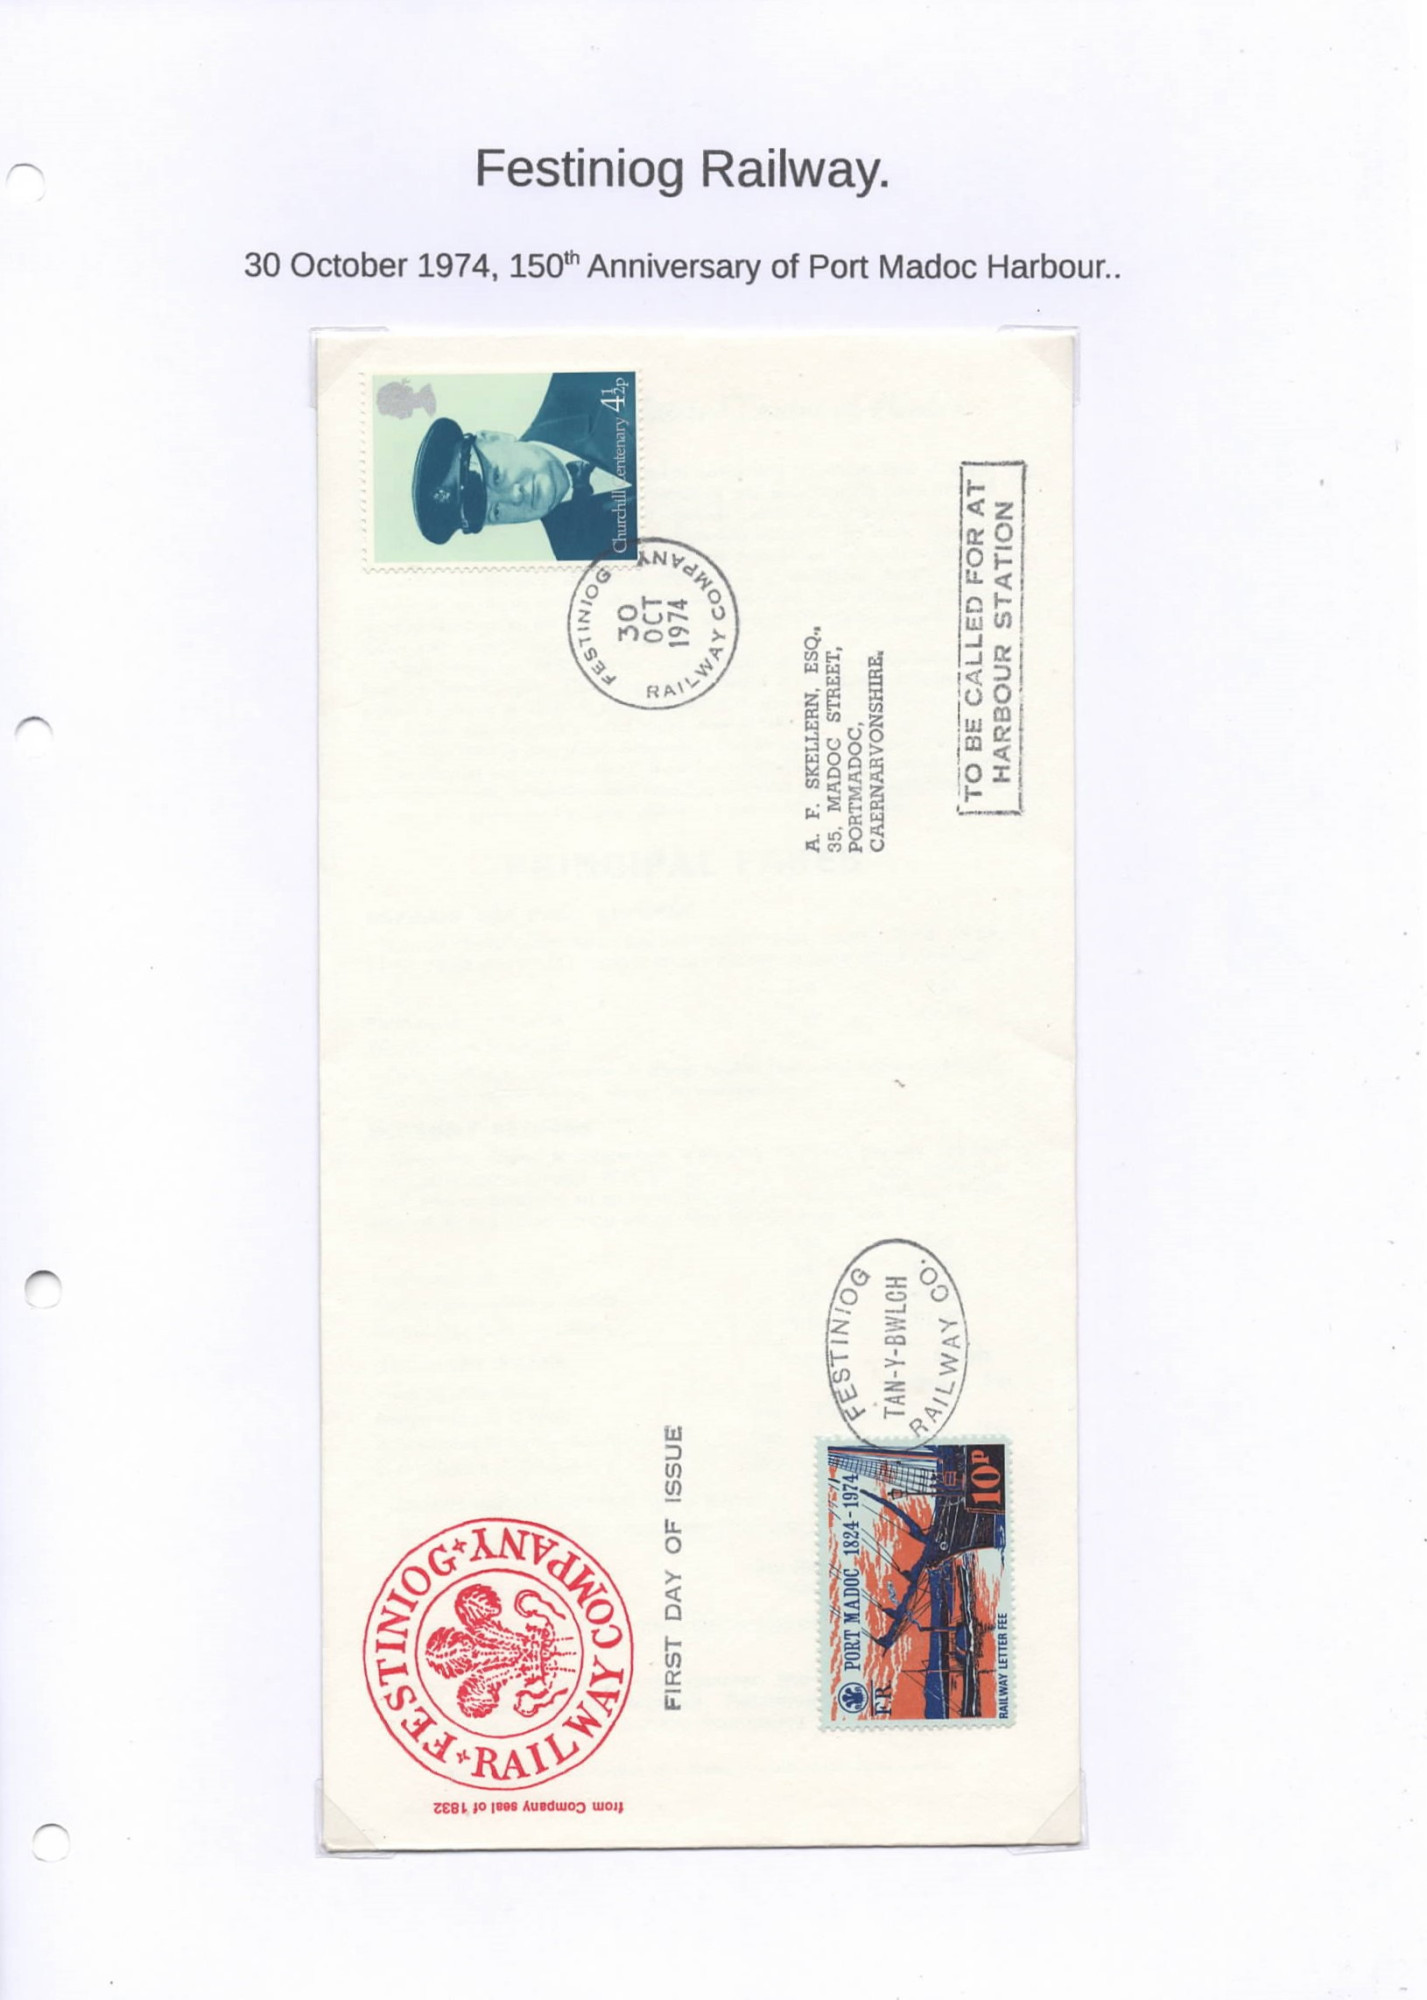 Festiniog Railway.
30 October 1974, 150th Anniversary of Port Madoc Harbour..
Churchill Centenary 4½p
FESTINIOG RAILWAY COMPANY
30
OCT
1974
A. F. SKELLERN, ESQ.,
35, MADOC STREET,
PORTMADOC,
CAERNARVONSHIRE.
TO BE CALLED FOR AT
HARBOUR STATION
FESTINIOG RAILWAY COMPANY
from Company seal of 1832
FIRST DAY OF ISSUE
FESTINIOG
TAN-Y-BWLCH
RAILWAY CO.
PORT MADOC 1824-1974
FR
10P
RAILWAY LETTER FEE